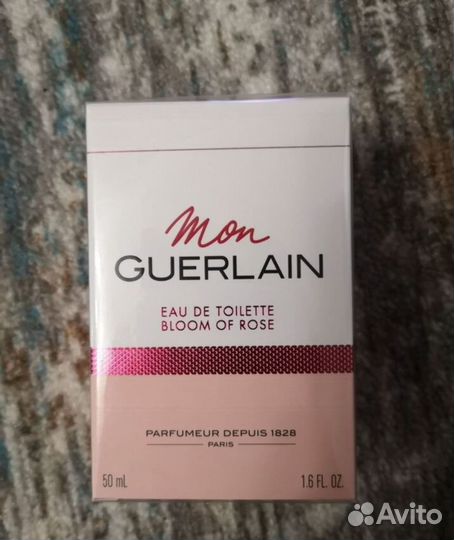 Mon
GUERLAIN
EAU DE TOILETTE
BLOOM OF ROSE
PARFUMEUR DEPUIS 1828
PARIS
50 mL 1.6 FL. OZ.
Avito